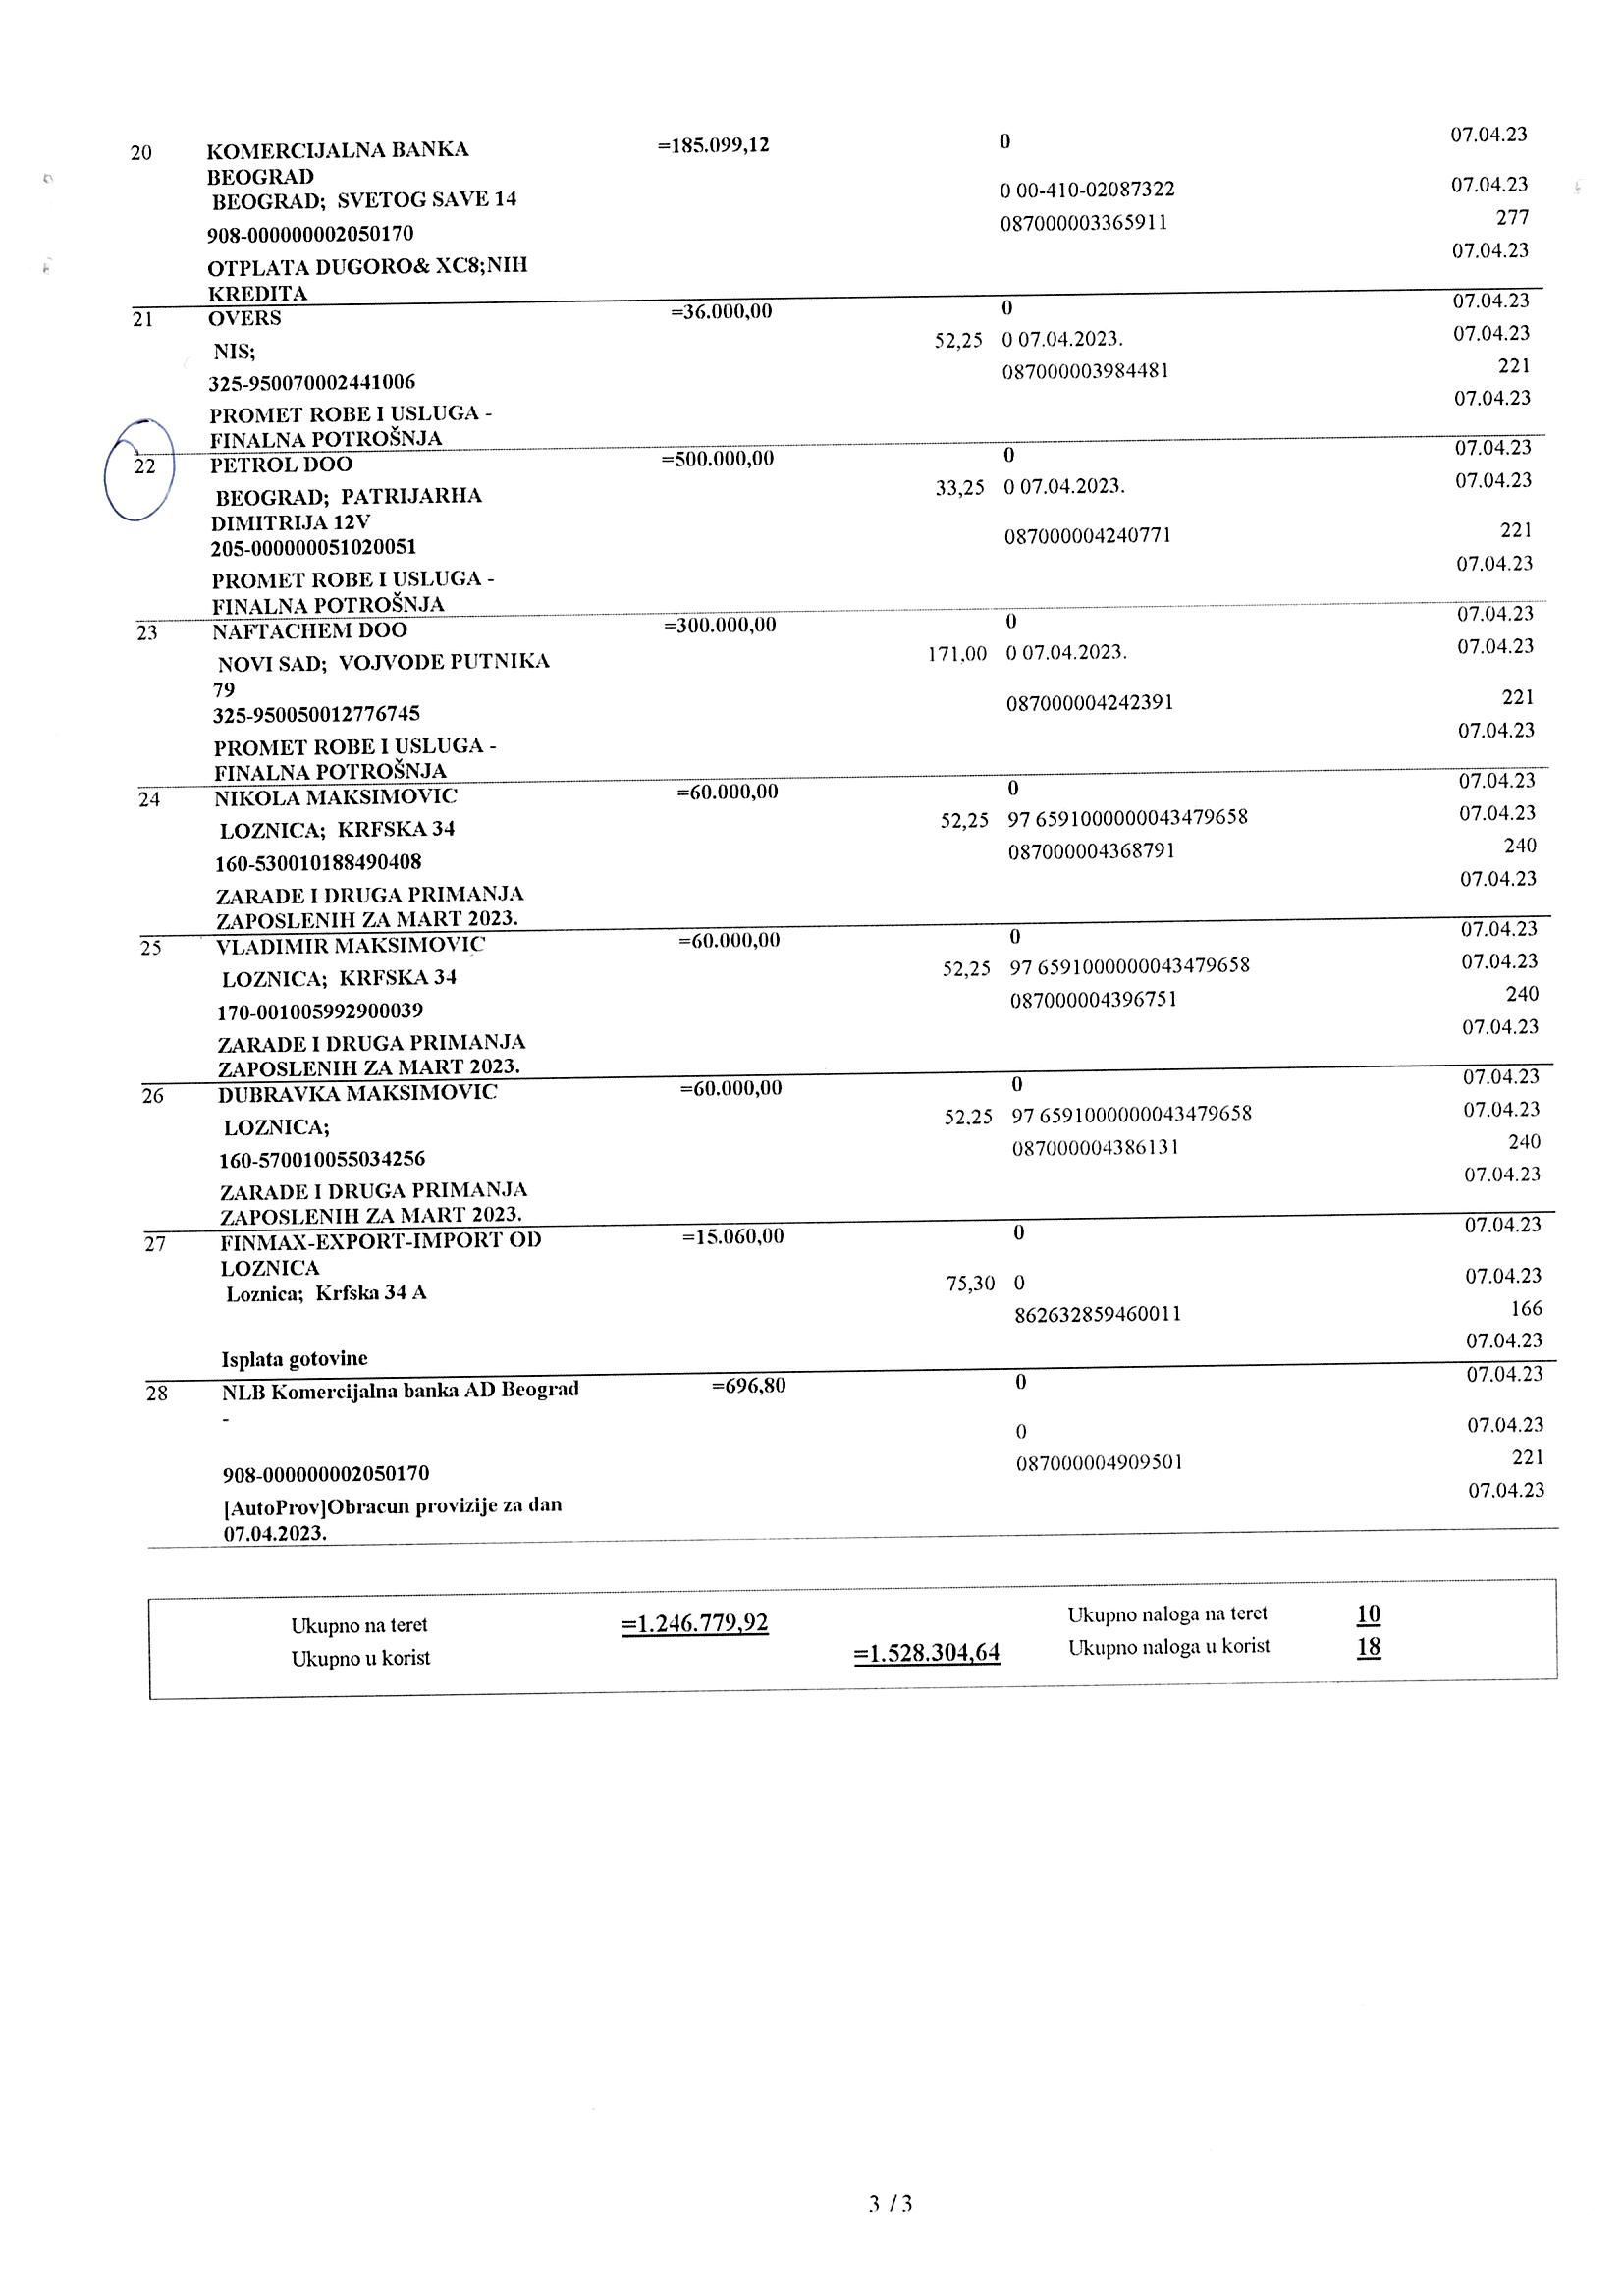 20 KOMERCIJALNA BANKA =185.099,12 0 07.04.23
BEOGRAD
BEOGRAD; SVETOG SAVE 14 0 00-410-02087322 07.04.23
908-000000002050170 087000003365911 277
OTPLATA DUGORO& XC8;NIH 07.04.23
KREDITA
21 OVERS =36.000,00 0 07.04.23
NIS; 52,25 0 07.04.2023. 07.04.23
325-950070002441006 087000003984481 221
PROMET ROBE I USLUGA - 07.04.23
FINALNA POTROŠNJA
22 PETROL DOO =500.000,00 0 07.04.23
BEOGRAD; PATRIJARHA 33,25 0 07.04.2023. 07.04.23
DIMITRIJA 12V
205-000000051020051 087000004240771 221
PROMET ROBE I USLUGA - 07.04.23
FINALNA POTROŠNJA
23 NAFTACHEM DOO =300.000,00 0 07.04.23
NOVI SAD; VOJVODE PUTNIKA 171,00 0 07.04.2023. 07.04.23
79
325-950050012776745 087000004242391 221
PROMET ROBE I USLUGA - 07.04.23
FINALNA POTROŠNJA
24 NIKOLA MAKSIMOVIC =60.000,00 0 07.04.23
LOZNICA; KRFSKA 34 52,25 97 6591000000043479658 07.04.23
160-530010188490408 087000004368791 240
ZARADE I DRUGA PRIMANJA 07.04.23
ZAPOSLENIH ZA MART 2023.
25 VLADIMIR MAKSIMOVIC =60.000,00 0 07.04.23
LOZNICA; KRFSKA 34 52,25 97 6591000000043479658 07.04.23
170-001005992900039 087000004396751 240
ZARADE I DRUGA PRIMANJA 07.04.23
ZAPOSLENIH ZA MART 2023.
26 DUBRAVKA MAKSIMOVIC =60.000,00 0 07.04.23
LOZNICA; 52,25 97 6591000000043479658 07.04.23
160-570010055034256 087000004386131 240
ZARADE I DRUGA PRIMANJA 07.04.23
ZAPOSLENIH ZA MART 2023.
27 FINMAX-EXPORT-IMPORT OD =15.060,00 0 07.04.23
LOZNICA
Loznica; Krfska 34 A 75,30 0 07.04.23
862632859460011 166
Isplata gotovine 07.04.23
28 NLB Komercijalna banka AD Beograd =696,80 0 07.04.23
-
0 07.04.23
908-000000002050170 087000004909501 221
[AutoProv]Obracun provizije za dan 07.04.23
07.04.2023.
Ukupno na teret =1.246.779,92 Ukupno naloga na teret 10
Ukupno u korist =1.528.304,64 Ukupno naloga u korist 18
3 / 3